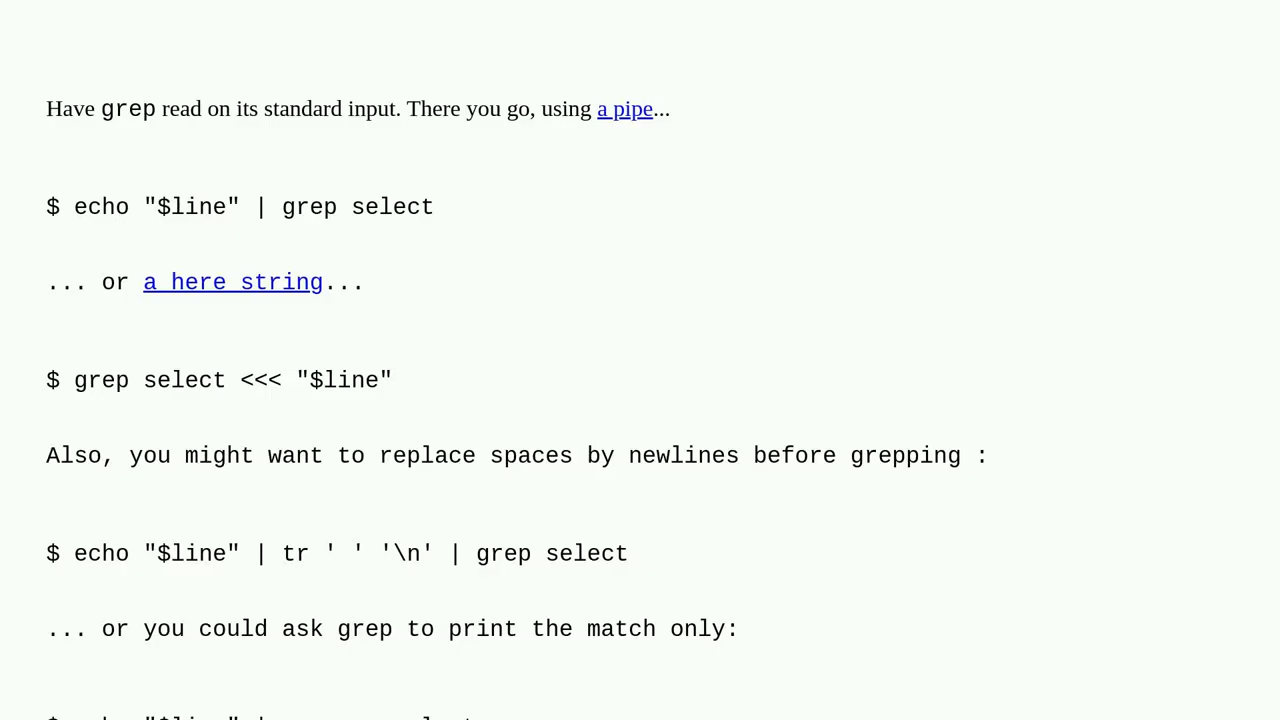 Have grep read on its standard input. There you go, using a pipe...
$ echo "$line" | grep select
... or a here string...
$ grep select <<< "$line"
Also, you might want to replace spaces by newlines before grepping :
$ echo "$line" | tr ' ' '\n' | grep select
... or you could ask grep to print the match only: